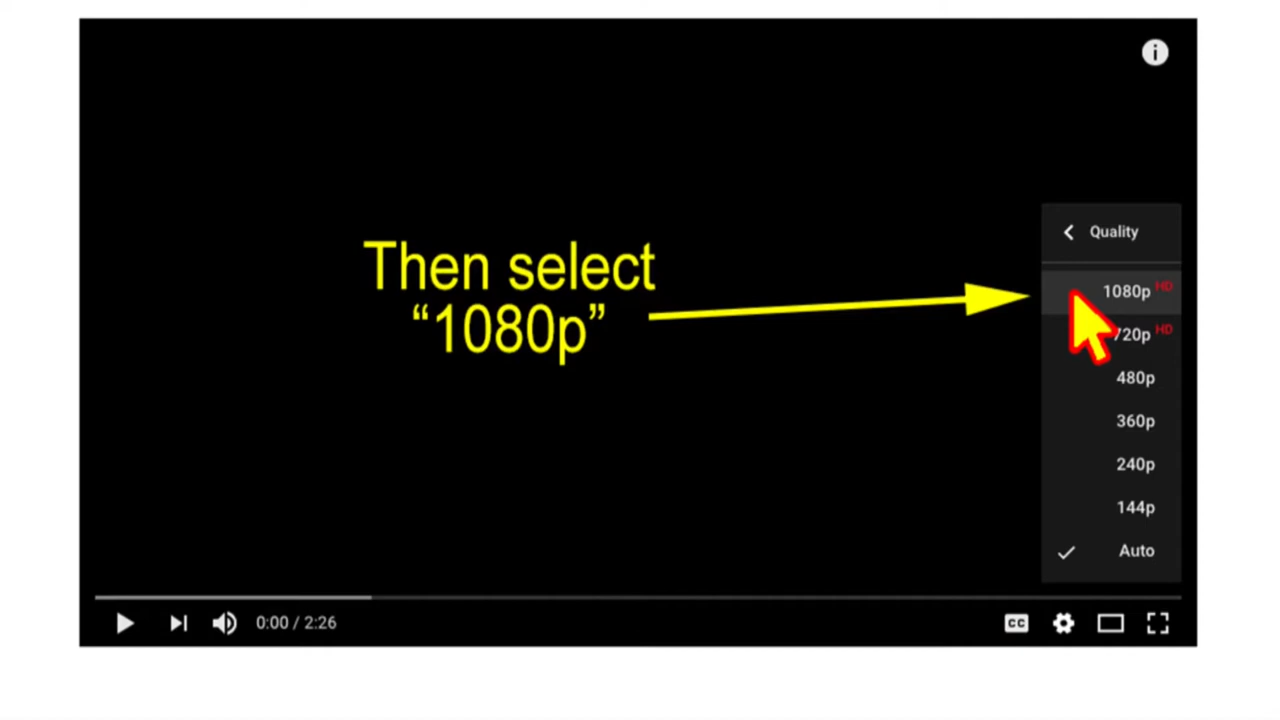 i
Quality
Then select
“1080p”
1080p HD
720p HD
480p
360p
240p
144p
Auto
0:00 / 2:26
CC